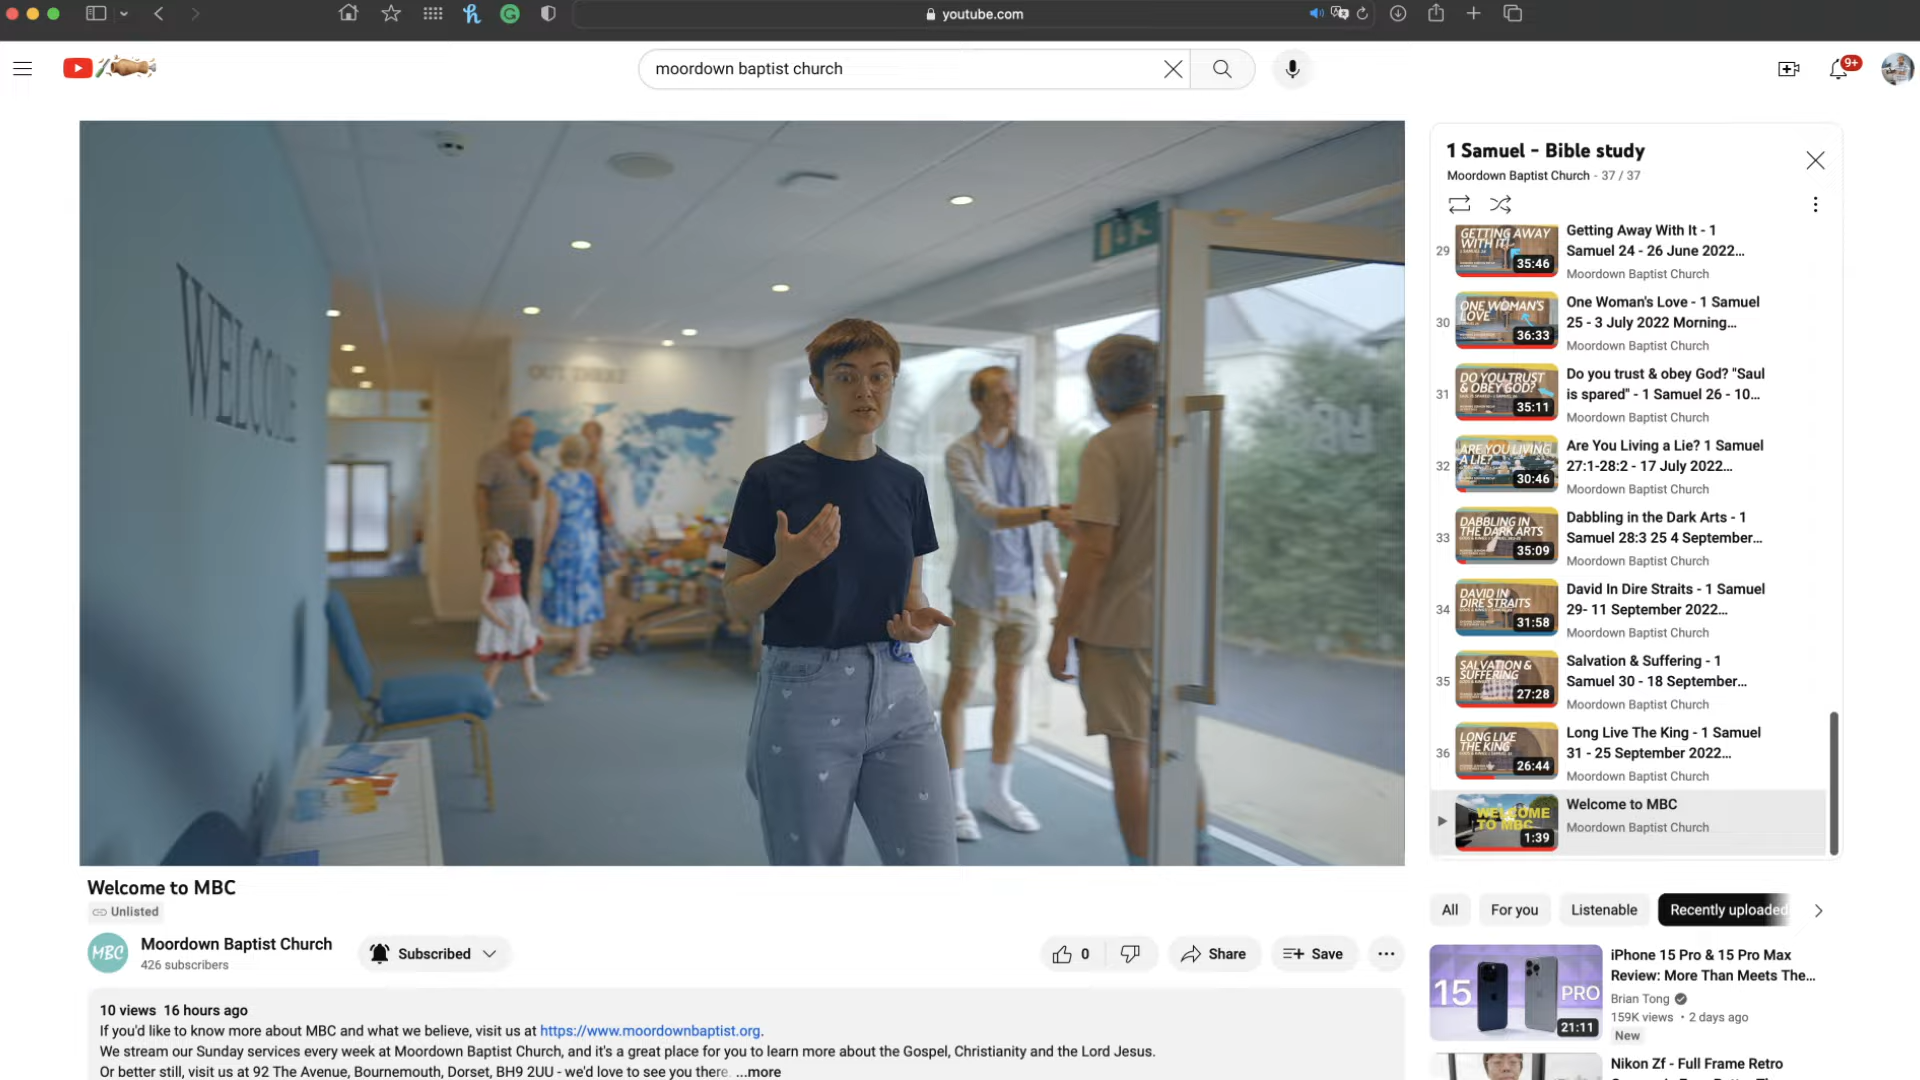 youtube.com
moordown baptist church
9+
WELCOME
1 Samuel - Bible study
Moordown Baptist Church - 37 / 37
29
GETTING AWAY
WITH IT!
35:46
Getting Away With It - 1
Samuel 24 - 26 June 2022...
Moordown Baptist Church
30
ONE WOMAN'S
LOVE
36:33
One Woman's Love - 1 Samuel
25 - 3 July 2022 Morning...
Moordown Baptist Church
31
DO YOU TRUST
& OBEY GOD?
35:11
Do you trust & obey God? "Saul
is spared" - 1 Samuel 26 - 10...
Moordown Baptist Church
32
ARE YOU LIVING
A LIE?
30:46
Are You Living a Lie? 1 Samuel
27:1-28:2 - 17 July 2022...
Moordown Baptist Church
33
DABBLING IN
THE DARK ARTS
35:09
Dabbling in the Dark Arts - 1
Samuel 28:3 25 4 September...
Moordown Baptist Church
34
DAVID IN
DIRE STRAITS
31:58
David In Dire Straits - 1 Samuel
29- 11 September 2022...
Moordown Baptist Church
35
SALVATION &
SUFFERING
27:28
Salvation & Suffering - 1
Samuel 30 - 18 September...
Moordown Baptist Church
36
LONG LIVE
THE KING
26:44
Long Live The King - 1 Samuel
31 - 25 September 2022...
Moordown Baptist Church
WELCOME
TO MBC
1:39
Welcome to MBC
Moordown Baptist Church
Welcome to MBC
Unlisted
MBC
Moordown Baptist Church
426 subscribers
Subscribed
0
Share
Save
10 views 16 hours ago
If you'd like to know more about MBC and what we believe, visit us at https://www.moordownbaptist.org.
We stream our Sunday services every week at Moordown Baptist Church, and it's a great place for you to learn more about the Gospel, Christianity and the Lord Jesus.
Or better still, visit us at 92 The Avenue, Bournemouth, Dorset, BH9 2UU - we'd love to see you there. ...more
All
For you
Listenable
Recently uploaded
15
PRO
21:11
iPhone 15 Pro & 15 Pro Max
Review: More Than Meets The...
Brian Tong
159K views • 2 days ago
New
Nikon Zf - Full Frame Retro